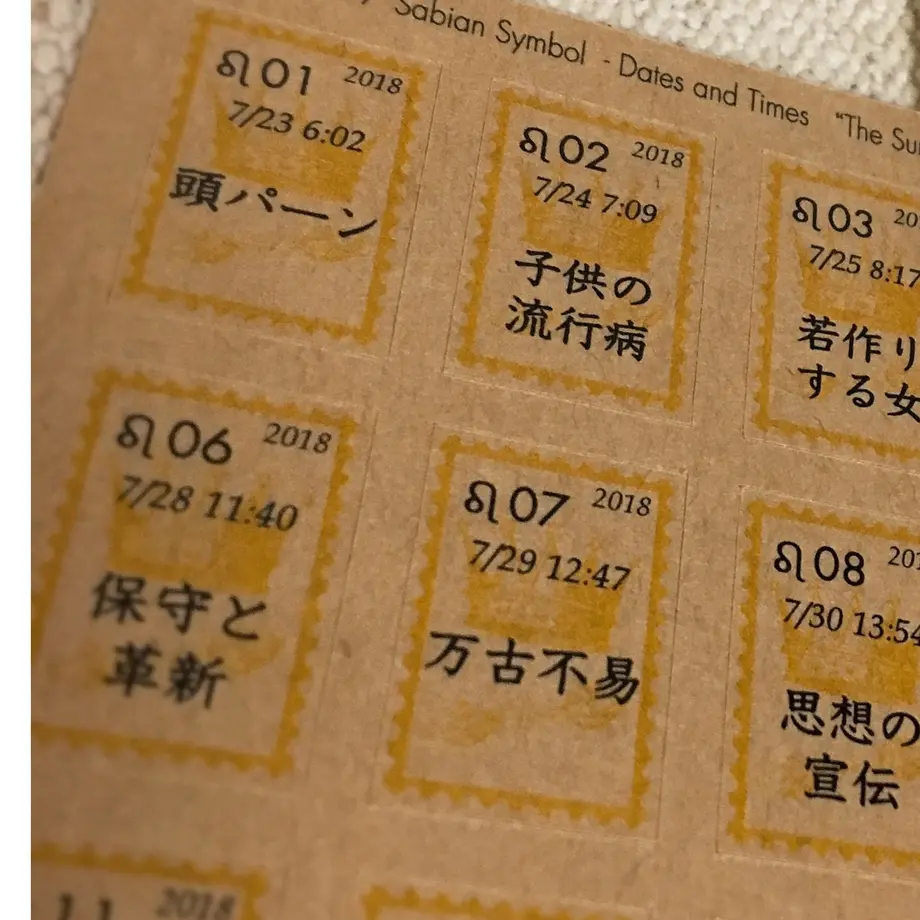 Sabian Symbol - Dates and Times "The Su
♌01 2018
7/23 6:02
頭パーン
♌02 2018
7/24 7:09
子供の
流行病
♌03 20
7/25 8:17
若作り
する女
♌06 2018
7/28 11:40
保守と
革新
♌07 2018
7/29 12:47
万古不易
♌08 201
7/30 13:54
思想の
宣伝
11 2018